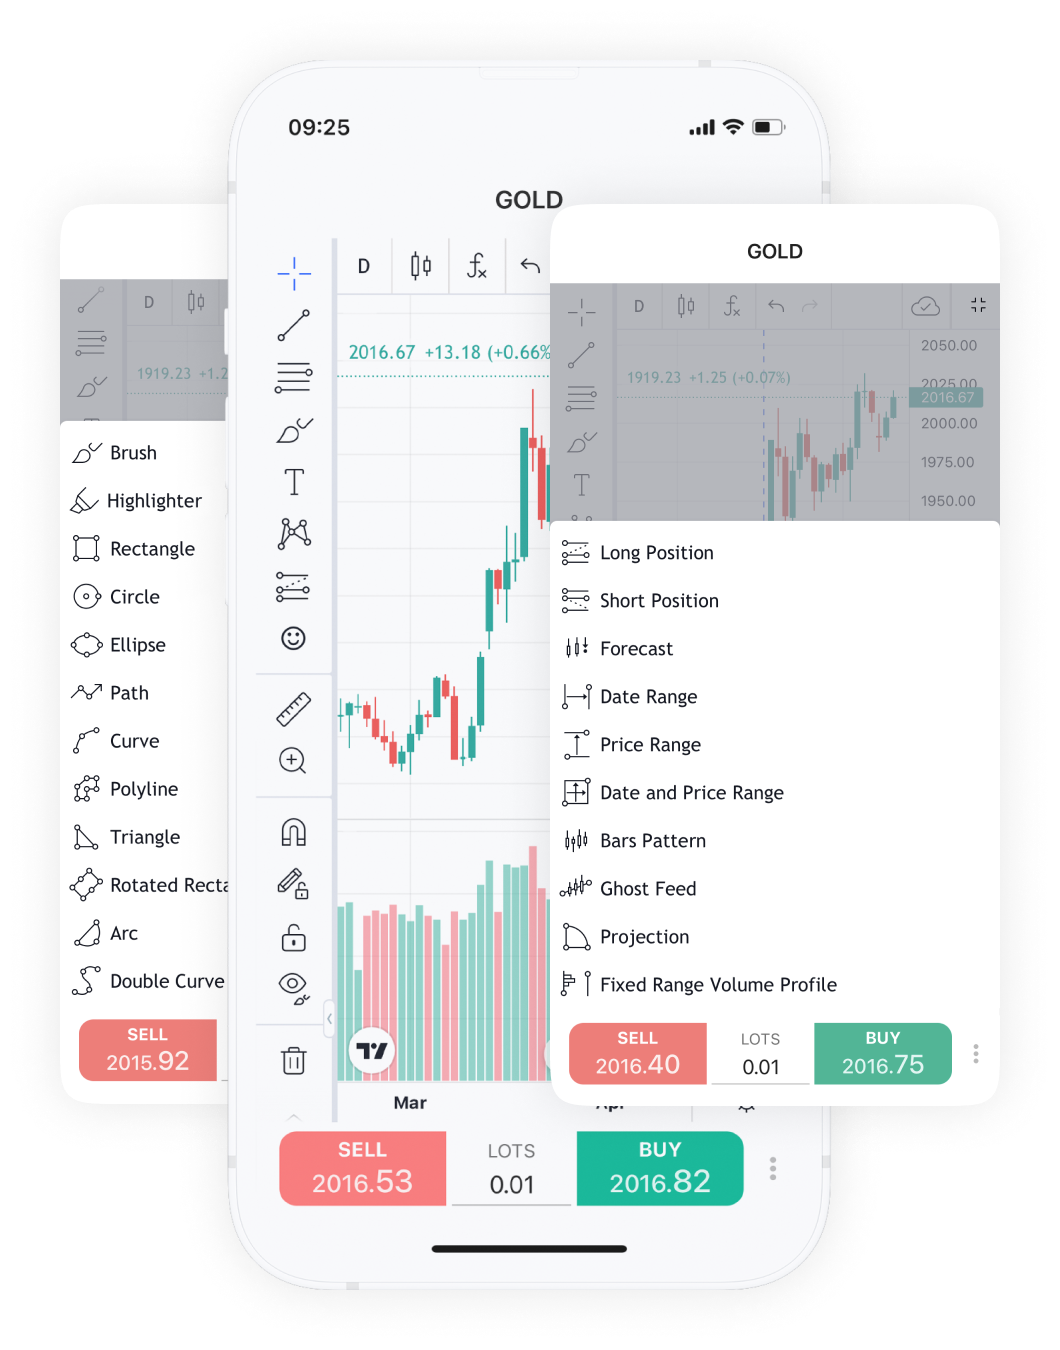 09:25
GOLD
D
2016.67 +13.18 (+0.66%
T
Mar
SELL
2016.53
LOTS
0.01
BUY
2016.82
D
1919.23 +1.2
Brush
Highlighter
Rectangle
Circle
Ellipse
Path
Curve
Polyline
Triangle
Rotated Recta
Arc
Double Curve
SELL
2015.92
GOLD
D
1919.23 +1.25 (+0.07%)
T
2050.00
2025.00
2016.67
2000.00
1975.00
1950.00
Long Position
Short Position
Forecast
Date Range
Price Range
Date and Price Range
Bars Pattern
Ghost Feed
Projection
Fixed Range Volume Profile
SELL
2016.40
LOTS
0.01
BUY
2016.75